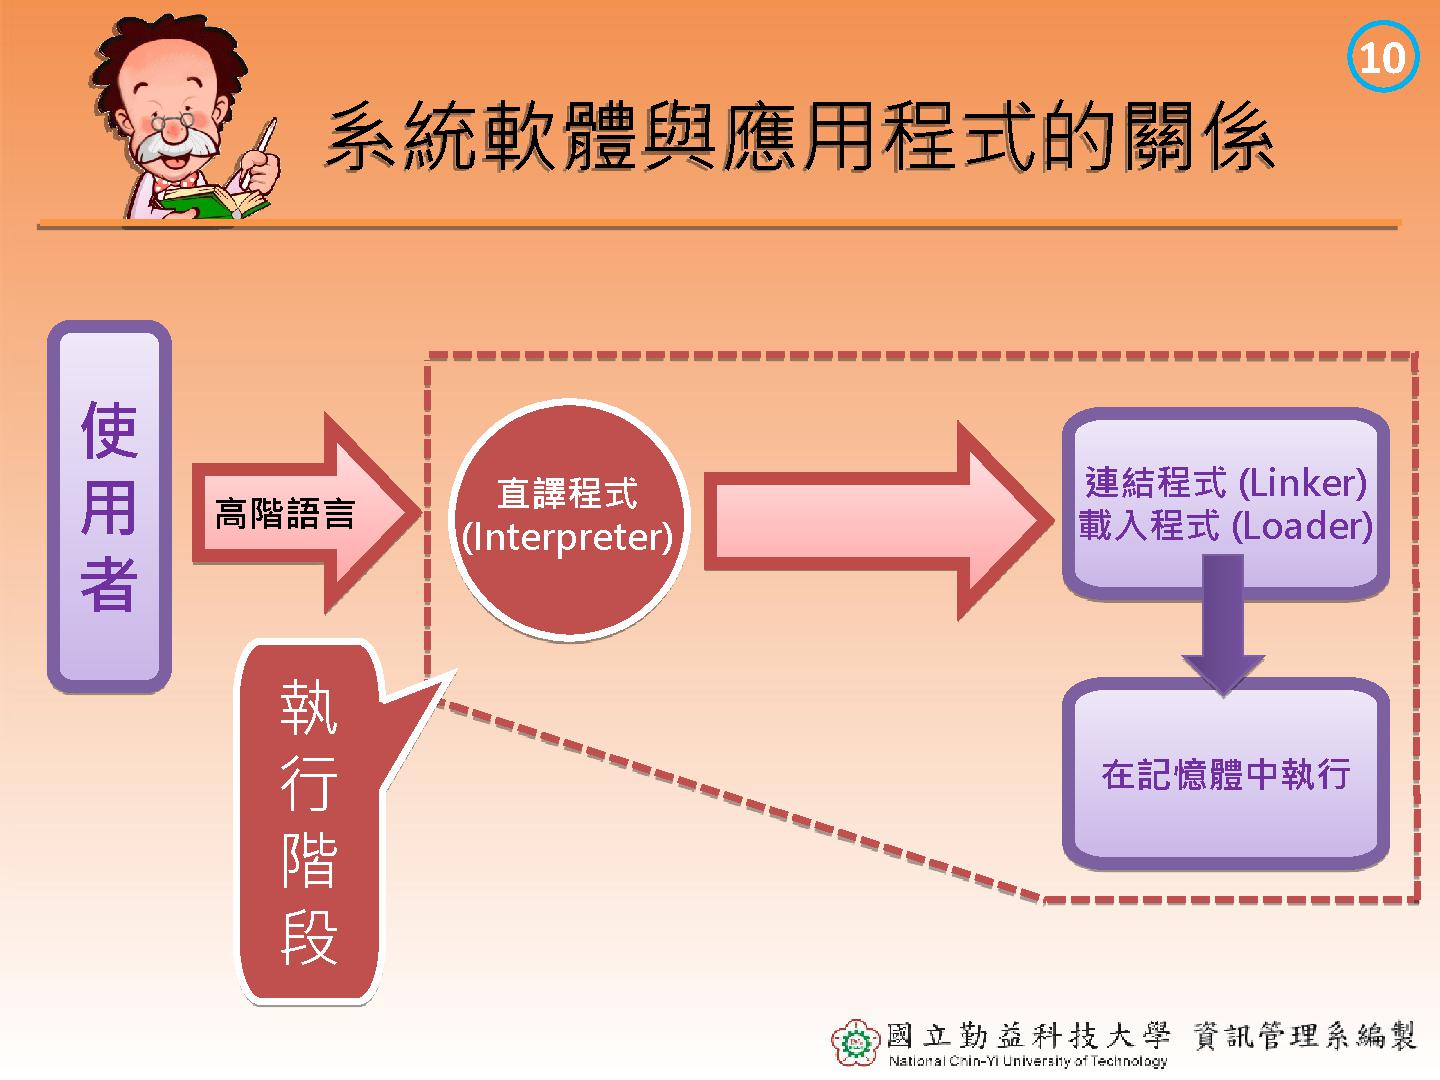 10
系統軟體與應用程式的關係
使用者
高階語言
直譯程式
(Interpreter)
連結程式 (Linker)
載入程式 (Loader)
在記憶體中執行
執行階段
國立勤益科技大學 資訊管理系編製
National Chin-Yi University of Technology